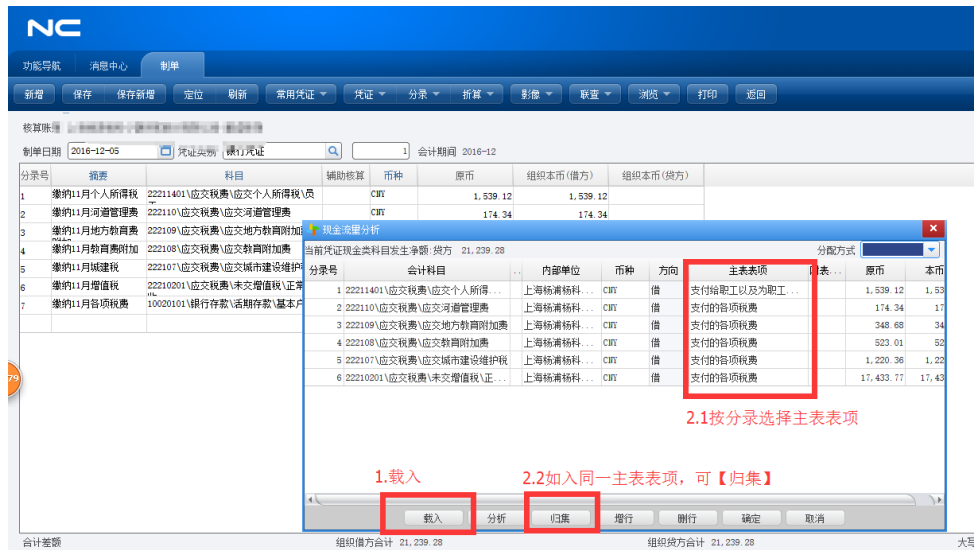 NC
功能导航 消息中心 制单
新增 保存 保存新增 定位 刷新 常用凭证 凭证 分录 折算 影像 联查 浏览 打印 返回
核算账
制单日期 2016-12-05 凭证类别 银行凭证 1 会计期间 2016-12
分录号 摘要 科目 辅助核算 币种 原币 组织本币(借方) 组织本币(贷方)
1 缴纳11月个人所得税 22211401\应交税费\应交个人所得税\员 CNY 1,539.12 1,539.12
2 缴纳11月河道管理费 222110\应交税费\应交河道管理费 CNY 174.34 174.34
3 缴纳11月地方教育费 222109\应交税费\应交地方教育附加
4 缴纳11月教育费附加 222108\应交税费\应交教育附加费
5 缴纳11月城建税 222107\应交税费\应交城市建设维护
6 缴纳11月增值税 22210201\应交税费\未交增值税\正常
7 缴纳11月各项税费 10020101\银行存款\活期存款\基本户
现金流量分析
当前凭证现金类科目发生净额:贷方 21,239.28 分配方式
分录号 会计科目 .. 内部单位 币种 方向 主表表项 附表... 原币 本币
1 22211401\应交税费\应交个人所得... 上海杨浦杨科... CNY 借 支付给职工以及为职工... 1,539.12 1,53
2 222110\应交税费\应交河道管理费 上海杨浦杨科... CNY 借 支付的各项税费 174.34 17
3 222109\应交税费\应交地方教育附加费 上海杨浦杨科... CNY 借 支付的各项税费 348.68 34
4 222108\应交税费\应交教育附加费 上海杨浦杨科... CNY 借 支付的各项税费 523.01 52
5 222107\应交税费\应交城市建设维护税 上海杨浦杨科... CNY 借 支付的各项税费 1,220.36 1,22
6 22210201\应交税费\未交增值税\正... 上海杨浦杨科... CNY 借 支付的各项税费 17,433.77 17,43
2.1按分录选择主表表项
1.载入 2.2如入同一主表表项，可【归集】
载入 分析 归集 增行 删行 确定 取消
79
合计差额 组织借方合计 21,239.28 组织贷方合计 21,239.28 大写